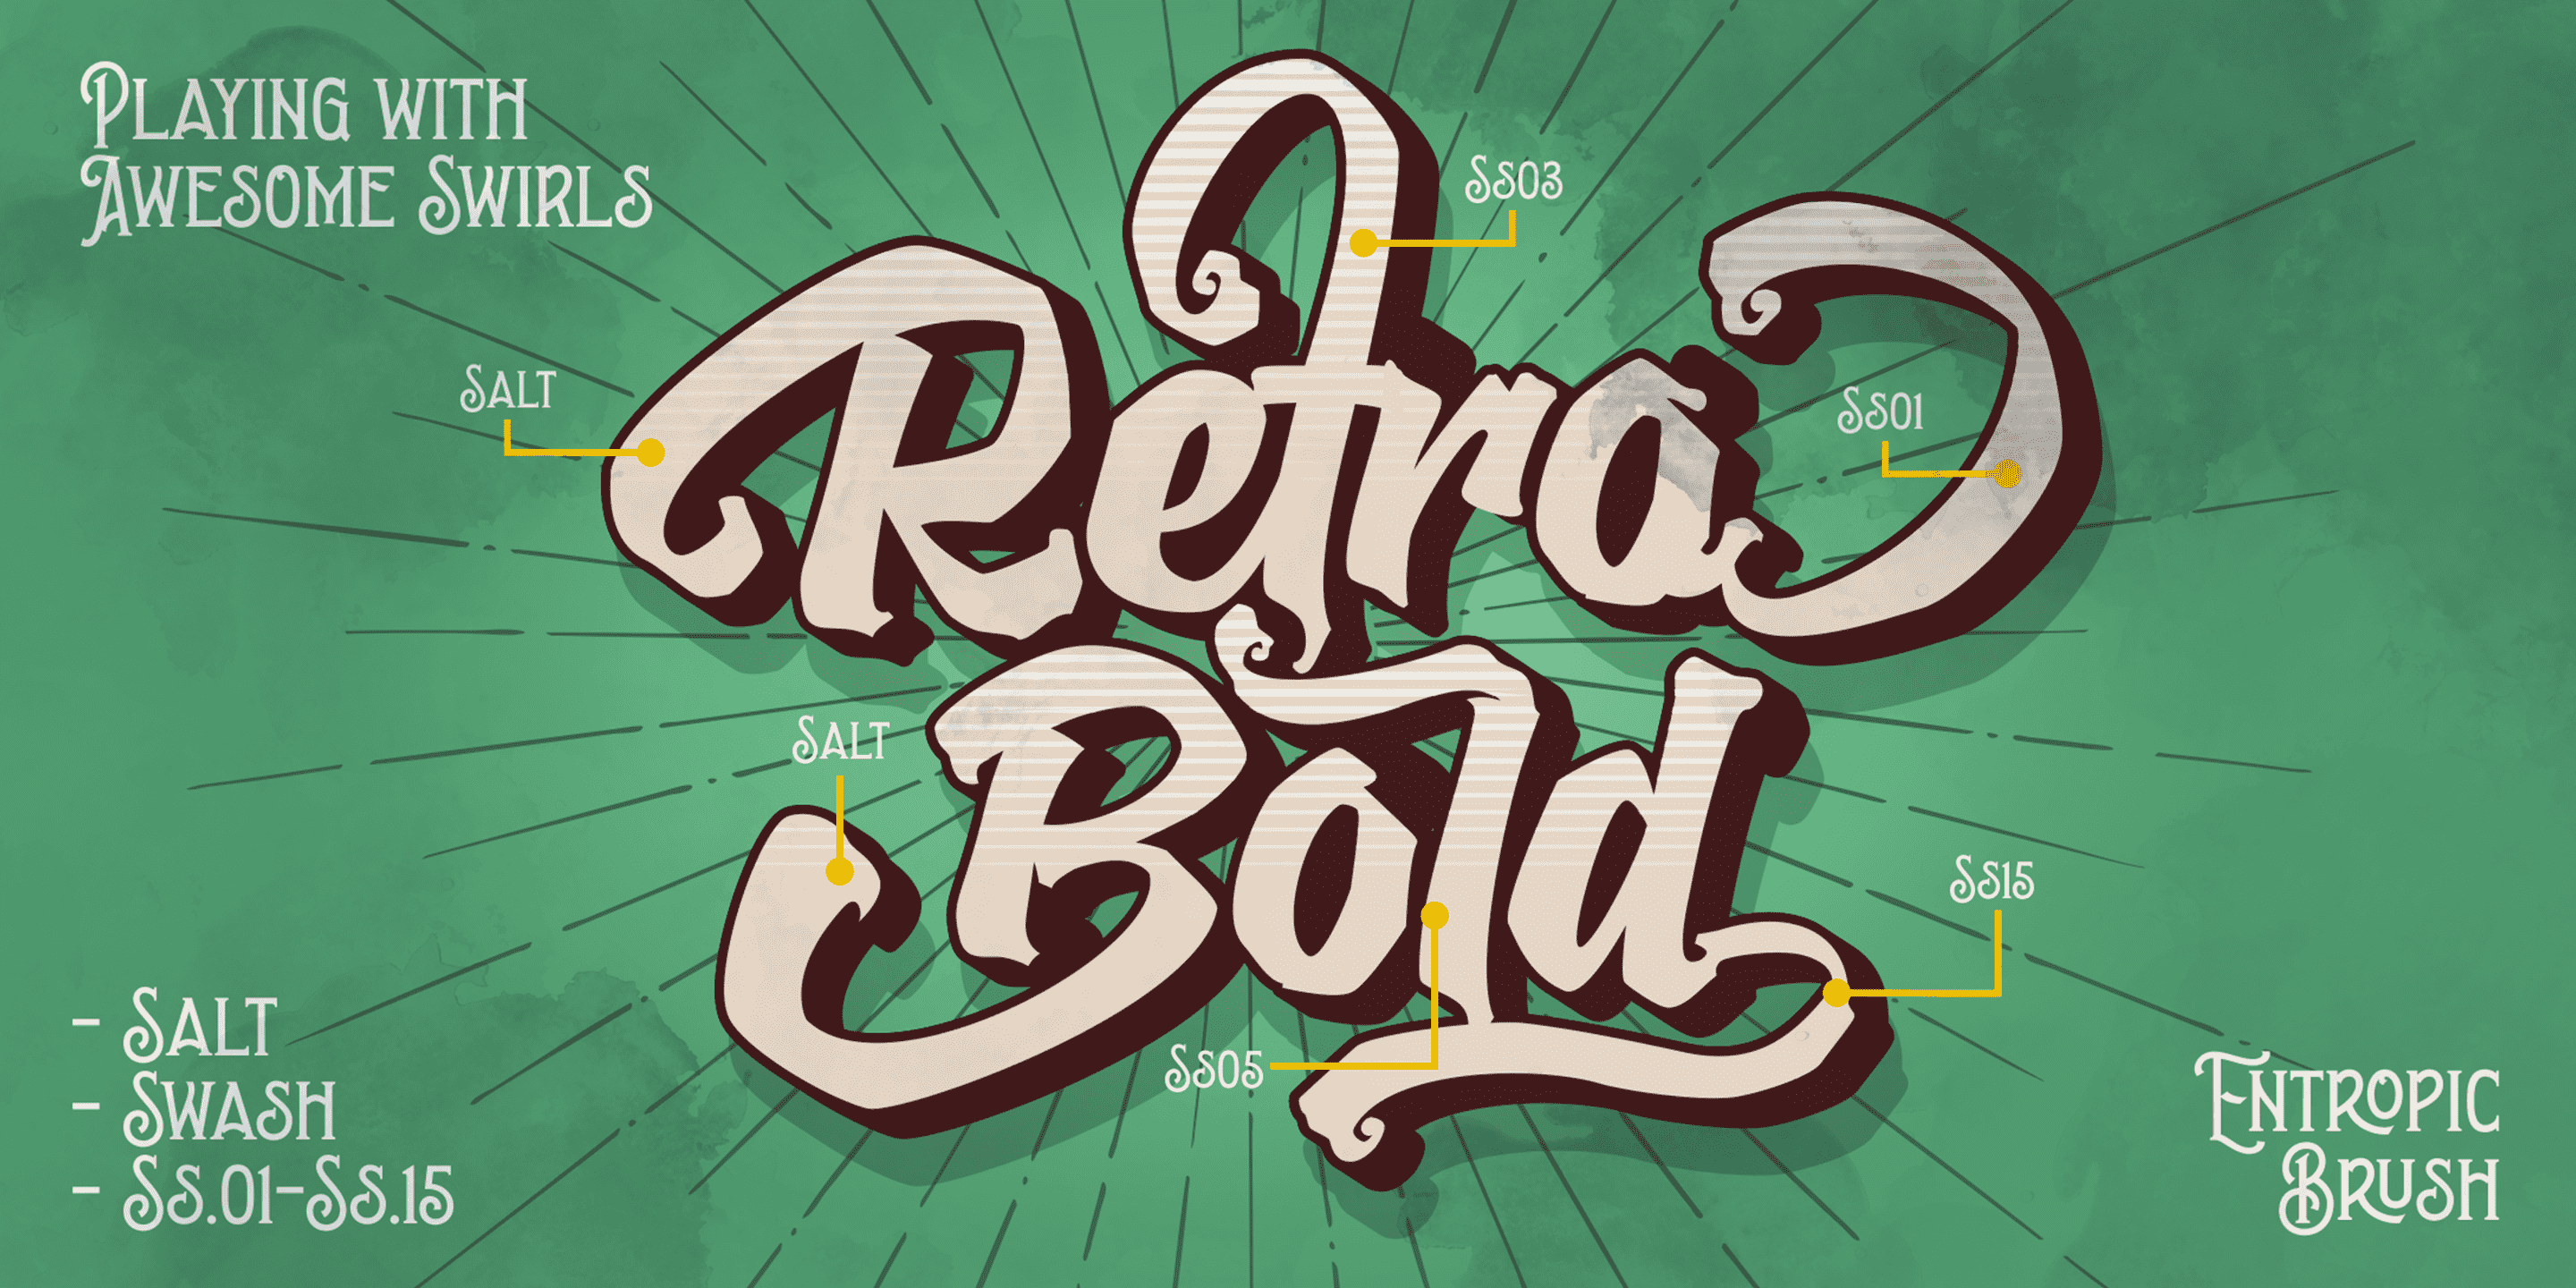 Playing with
Awesome Swirls
Ss03
Salt
Ss01
Retro
Salt
Bold
Ss15
Ss05
- Salt
- Swash
- Ss.01-Ss.15
Entropic
Brush